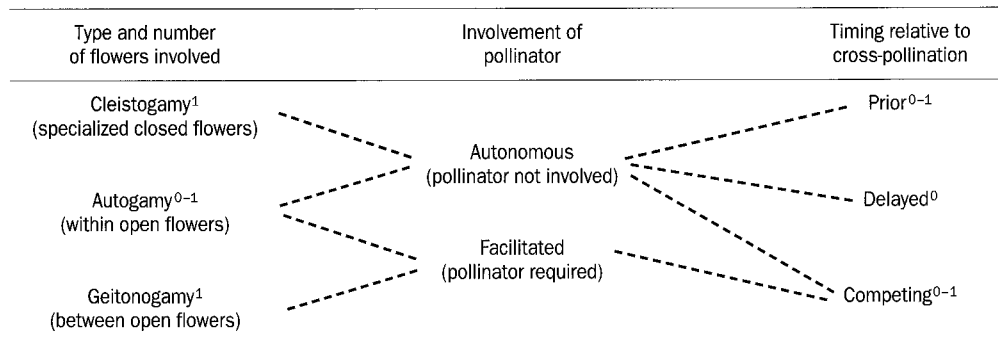 Type and number
of flowers involved
Involvement of
pollinator
Timing relative to
cross-pollination
Cleistogamy¹
(specialized closed flowers)
Autogamy⁰⁻¹
(within open flowers)
Geitonogamy¹
(between open flowers)
Autonomous
(pollinator not involved)
Facilitated
(pollinator required)
Prior⁰⁻¹
Delayed⁰
Competing⁰⁻¹